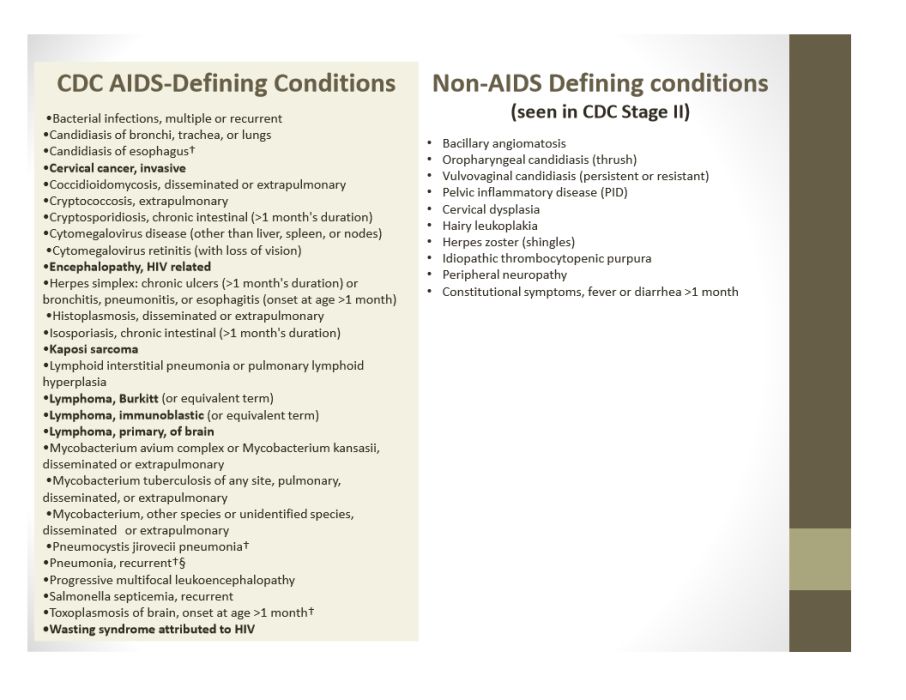 CDC AIDS-Defining Conditions
•Bacterial infections, multiple or recurrent
•Candidiasis of bronchi, trachea, or lungs
•Candidiasis of esophagus†
•Cervical cancer, invasive
•Coccidioidomycosis, disseminated or extrapulmonary
•Cryptococcosis, extrapulmonary
•Cryptosporidiosis, chronic intestinal (>1 month's duration)
•Cytomegalovirus disease (other than liver, spleen, or nodes)
•Cytomegalovirus retinitis (with loss of vision)
•Encephalopathy, HIV related
•Herpes simplex: chronic ulcers (>1 month's duration) or
bronchitis, pneumonitis, or esophagitis (onset at age >1 month)
•Histoplasmosis, disseminated or extrapulmonary
•Isosporiasis, chronic intestinal (>1 month's duration)
•Kaposi sarcoma
•Lymphoid interstitial pneumonia or pulmonary lymphoid
hyperplasia
•Lymphoma, Burkitt (or equivalent term)
•Lymphoma, immunoblastic (or equivalent term)
•Lymphoma, primary, of brain
•Mycobacterium avium complex or Mycobacterium kansasii,
disseminated or extrapulmonary
•Mycobacterium tuberculosis of any site, pulmonary,
disseminated, or extrapulmonary
•Mycobacterium, other species or unidentified species,
disseminated or extrapulmonary
•Pneumocystis jirovecii pneumonia†
•Pneumonia, recurrent†§
•Progressive multifocal leukoencephalopathy
•Salmonella septicemia, recurrent
•Toxoplasmosis of brain, onset at age >1 month†
•Wasting syndrome attributed to HIV
Non-AIDS Defining conditions
(seen in CDC Stage II)
• Bacillary angiomatosis
• Oropharyngeal candidiasis (thrush)
• Vulvovaginal candidiasis (persistent or resistant)
• Pelvic inflammatory disease (PID)
• Cervical dysplasia
• Hairy leukoplakia
• Herpes zoster (shingles)
• Idiopathic thrombocytopenic purpura
• Peripheral neuropathy
• Constitutional symptoms, fever or diarrhea >1 month